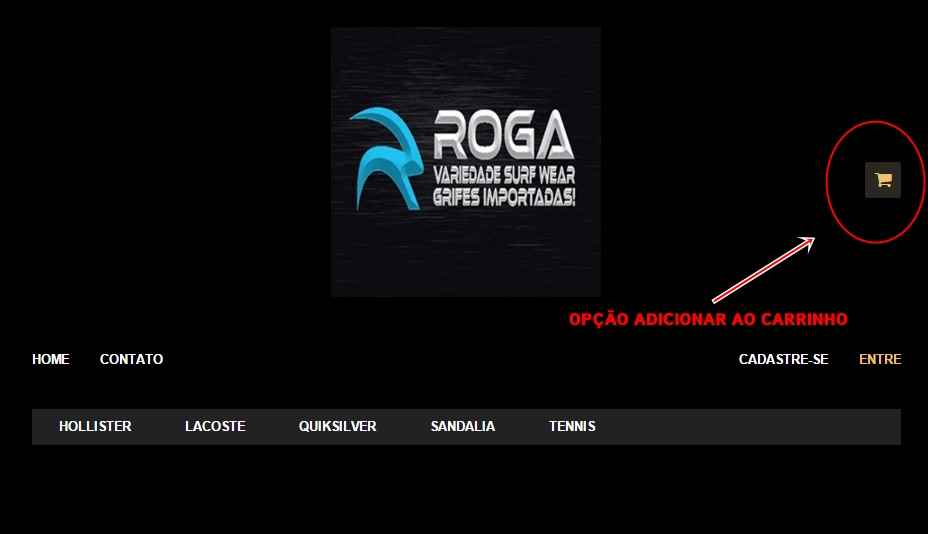 ROGA
VARIEDADE SURF WEAR
GRIFES IMPORTADAS!
OPÇÃO ADICIONAR AO CARRINHO
HOME CONTATO CADASTRE-SE ENTRE
HOLLISTER LACOSTE QUIKSILVER SANDALIA TENNIS